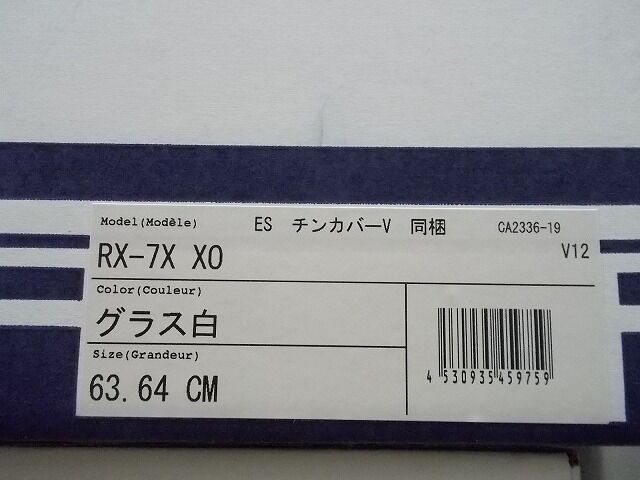 Model(Modèle) ES チンカバーV 同梱 CA2336-19
RX-7X XO V12
Color(Couleur)
グラス白
Size(Grandeur)
63.64 CM
4 530935 459759